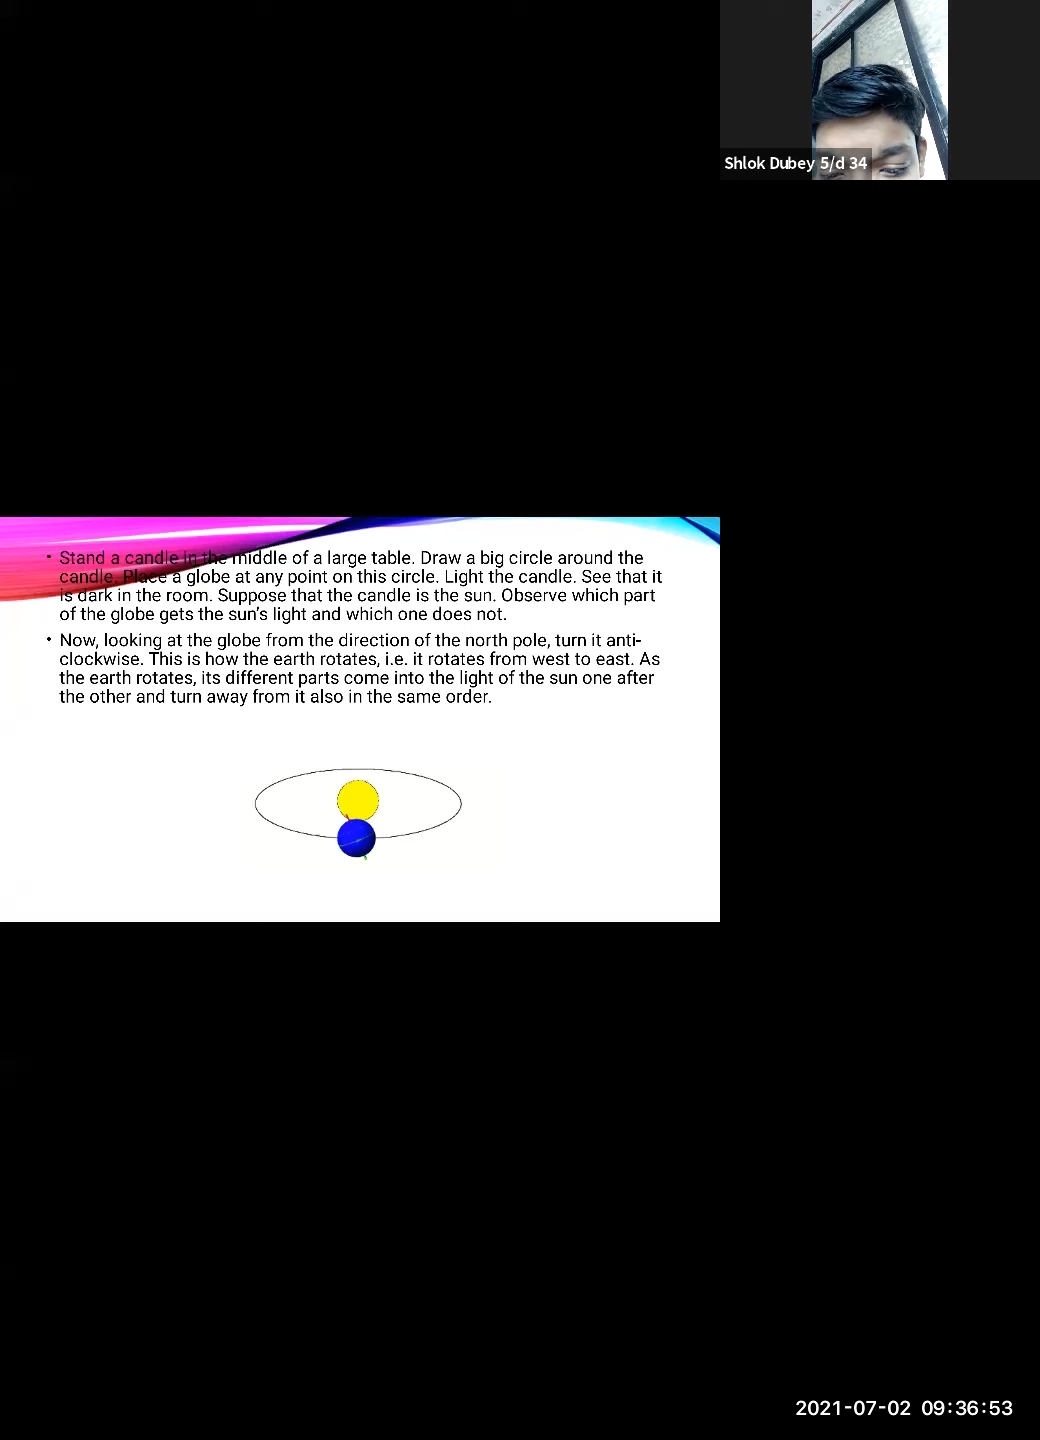 Shlok Dubey 5/d 34
• Stand a candle in the middle of a large table. Draw a big circle around the
candle. Place a globe at any point on this circle. Light the candle. See that it
is dark in the room. Suppose that the candle is the sun. Observe which part
of the globe gets the sun's light and which one does not.
• Now, looking at the globe from the direction of the north pole, turn it anti-
clockwise. This is how the earth rotates, i.e. it rotates from west to east. As
the earth rotates, its different parts come into the light of the sun one after
the other and turn away from it also in the same order.
2021-07-02 09:36:53